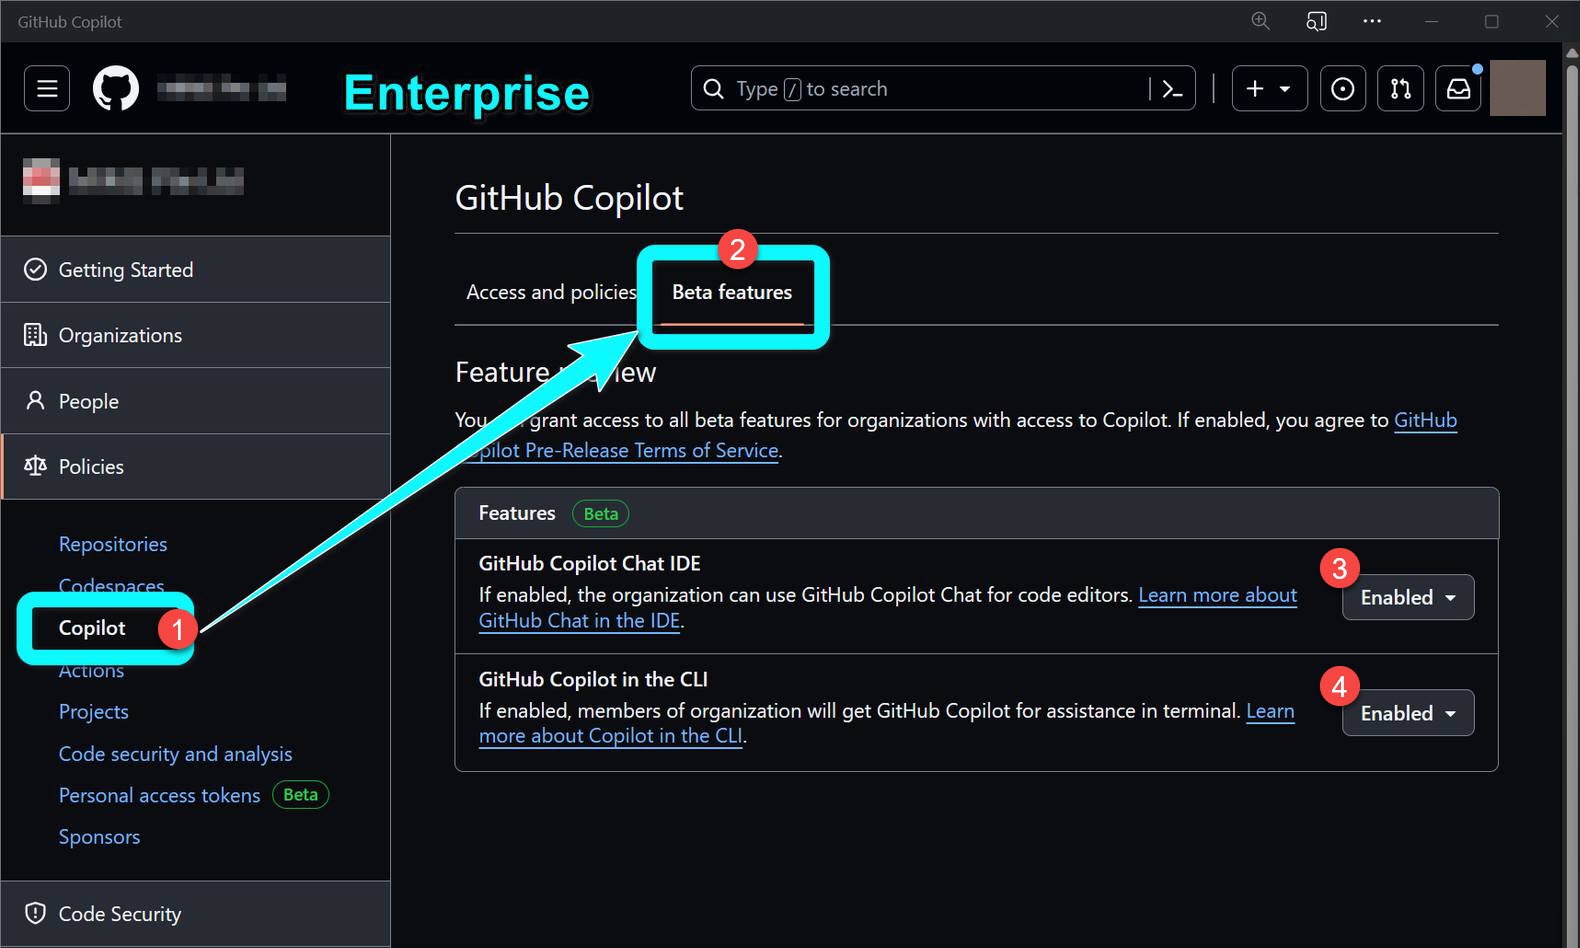 GitHub Copilot
Enterprise
Type / to search
Getting Started
Organizations
People
Policies
Repositories
Codespaces
Copilot
1
Actions
Projects
Code security and analysis
Personal access tokens Beta
Sponsors
Code Security
GitHub Copilot
2
Access and policies Beta features
Feature
You grant access to all beta features for organizations with access to Copilot. If enabled, you agree to GitHub
Pre-Release Terms of Service.
Features Beta
GitHub Copilot Chat IDE
If enabled, the organization can use GitHub Copilot Chat for code editors. Learn more about
GitHub Chat in the IDE.
3
Enabled
GitHub Copilot in the CLI
If enabled, members of organization will get GitHub Copilot for assistance in terminal. Learn
more about Copilot in the CLI.
4
Enabled